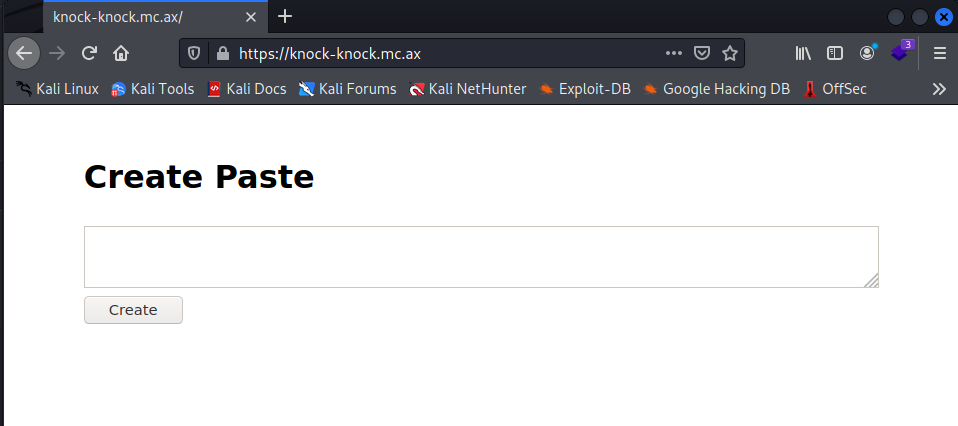 knock-knock.mc.ax/
https://knock-knock.mc.ax
3
Kali Linux Kali Tools Kali Docs Kali Forums Kali NetHunter Exploit-DB Google Hacking DB OffSec
Create Paste
Create